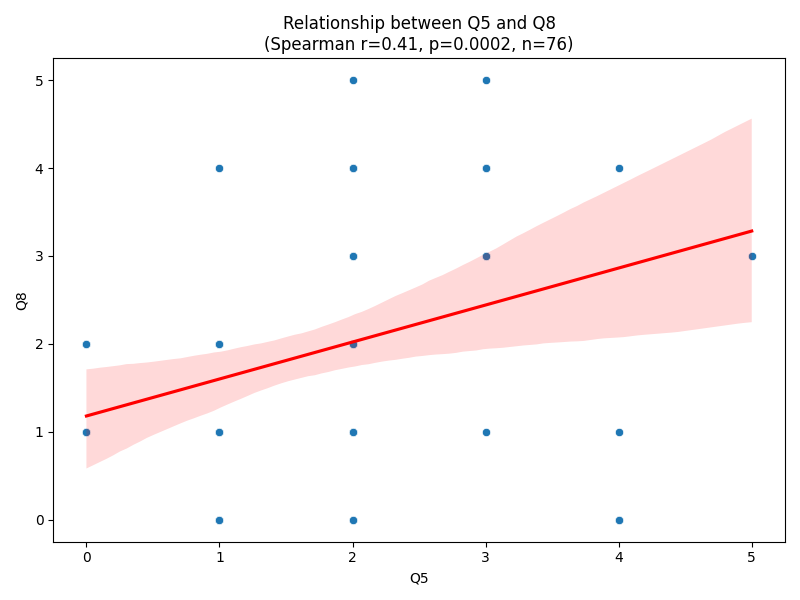 Relationship between Q5 and Q8
(Spearman r=0.41, p=0.0002, n=76)
5
4
3
2
1
0
Q8
0 1 2 3 4 5
Q5